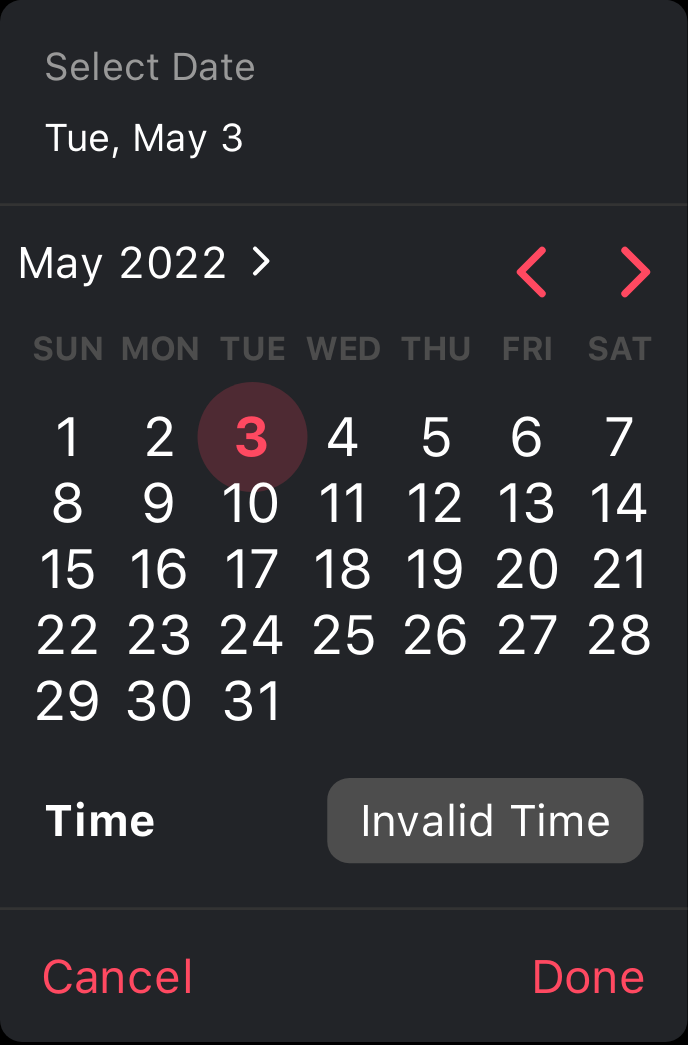 Select Date
Tue, May 3
May 2022
SUN MON TUE WED THU FRI SAT
1 2 3 4 5 6 7
8 9 10 11 12 13 14
15 16 17 18 19 20 21
22 23 24 25 26 27 28
29 30 31
Time Invalid Time
Cancel Done